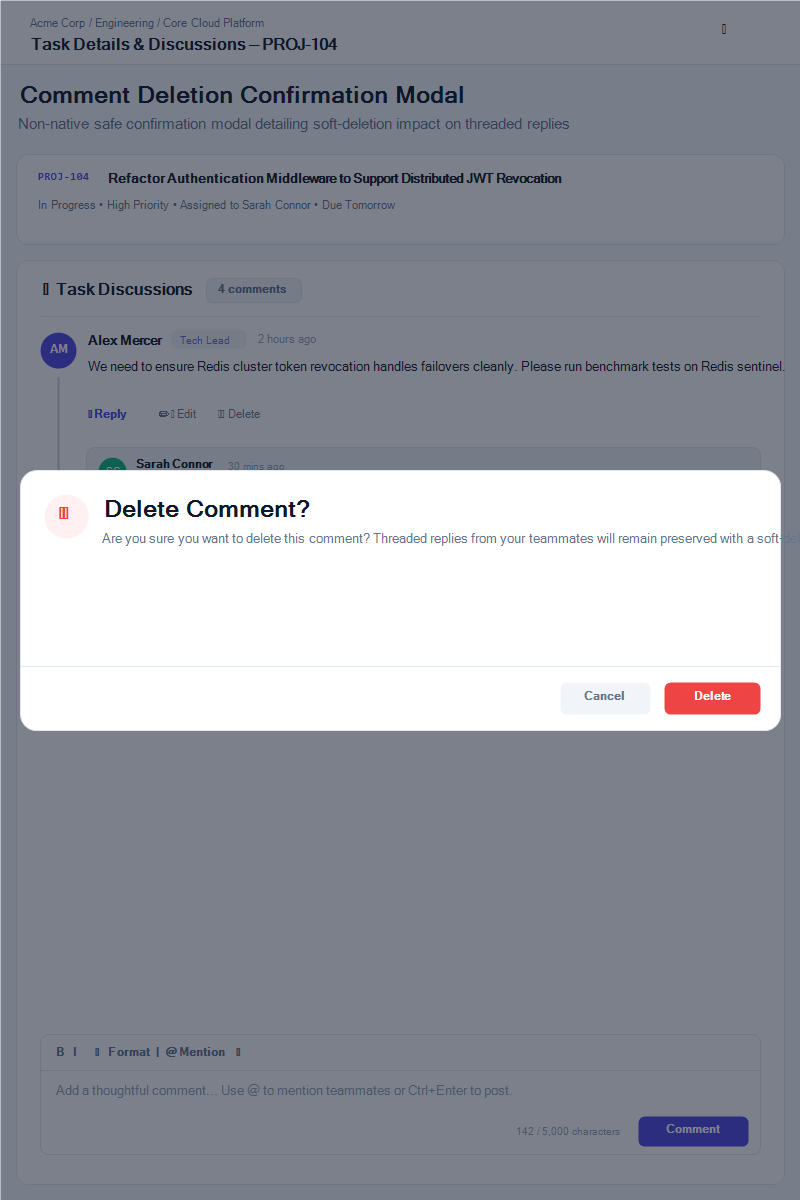 Acme Corp / Engineering / Core Cloud Platform
Task Details & Discussions — PROJ-104
Comment Deletion Confirmation Modal
Non-native safe confirmation modal detailing soft-deletion impact on threaded replies
PROJ-104 Refactor Authentication Middleware to Support Distributed JWT Revocation
In Progress • High Priority • Assigned to Sarah Connor • Due Tomorrow
Task Discussions 4 comments
AM Alex Mercer Tech Lead 2 hours ago
We need to ensure Redis cluster token revocation handles failovers cleanly. Please run benchmark tests on Redis sentinel.
Reply ✏ Edit Delete
Sarah Connor 30 mins ago
Delete Comment?
Are you sure you want to delete this comment? Threaded replies from your teammates will remain preserved with a soft-
Cancel Delete
B I Format | @ Mention
Add a thoughtful comment... Use @ to mention teammates or Ctrl+Enter to post.
142 / 5,000 characters Comment